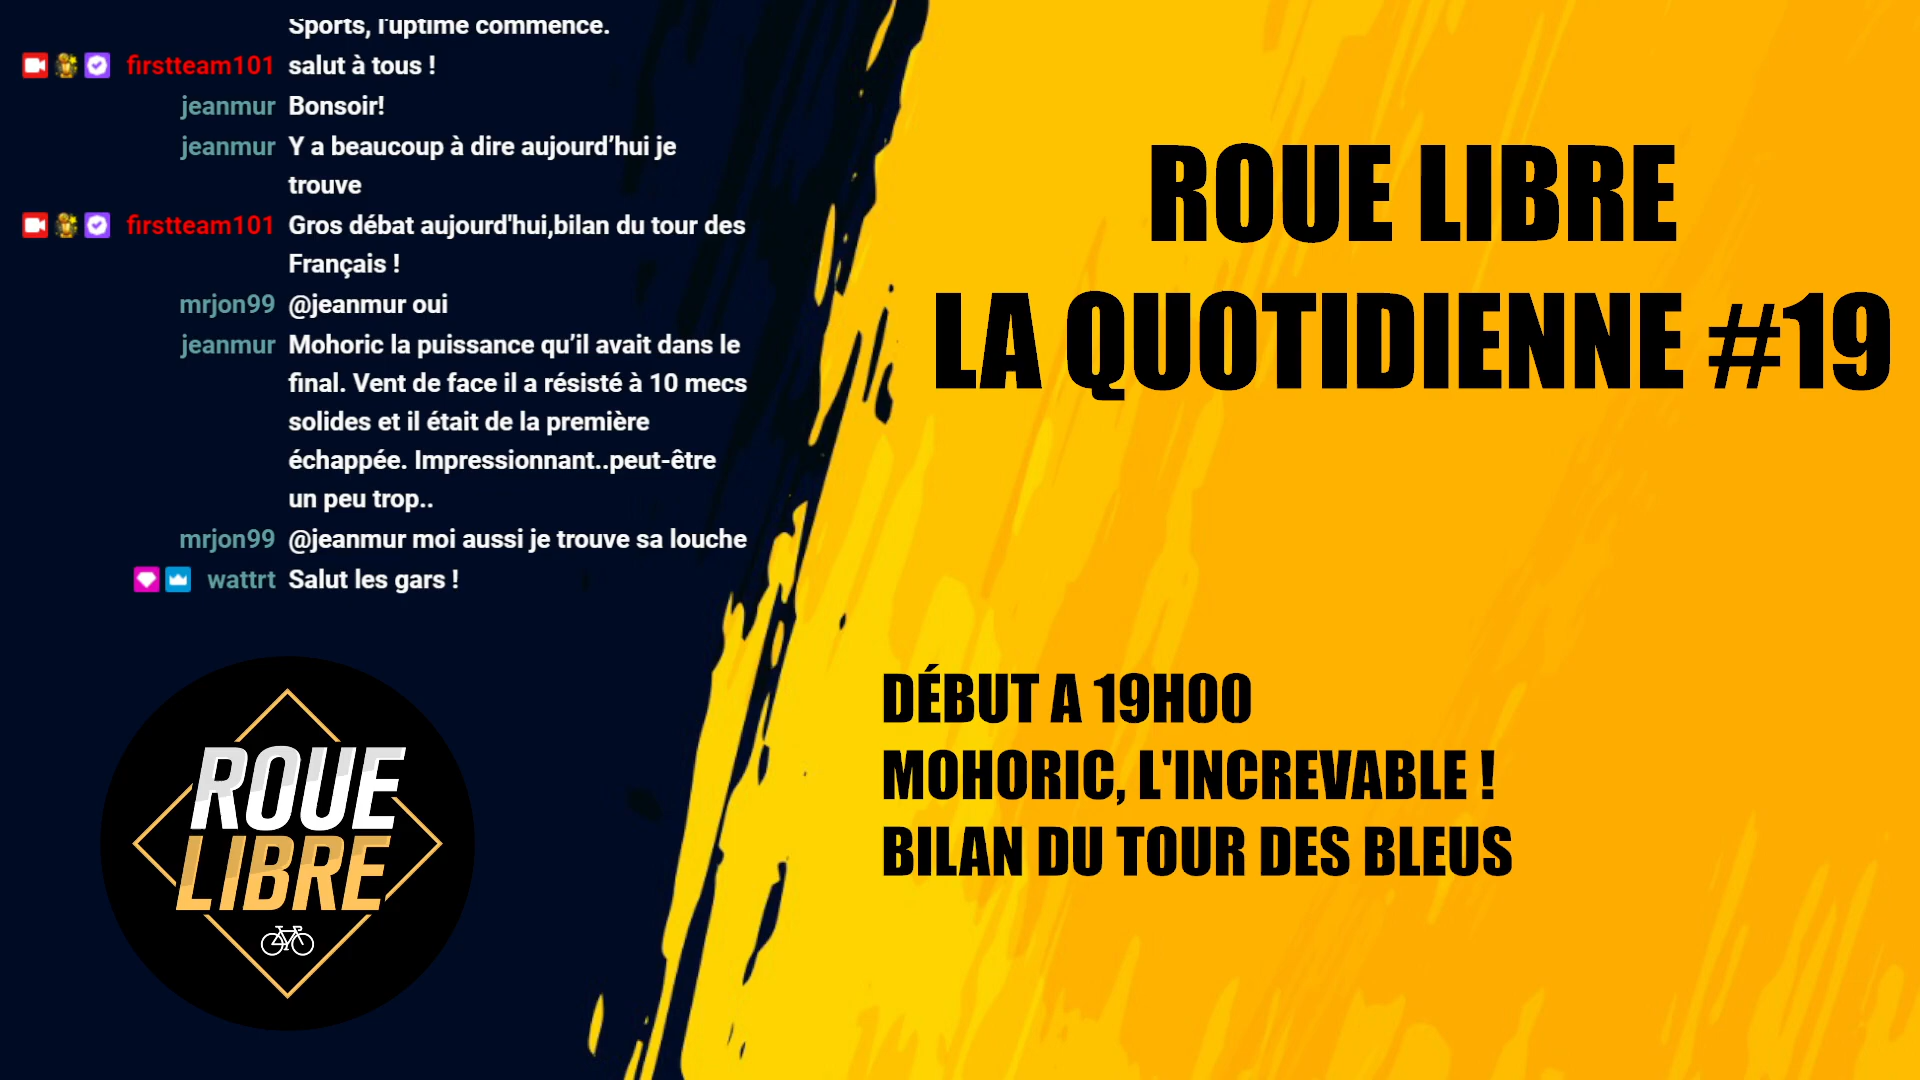 Sports, l'uptime commence.
firstteam101 salut à tous !
jeanmur Bonsoir!
jeanmur Y a beaucoup à dire aujourd’hui je
trouve
firstteam101 Gros débat aujourd'hui,bilan du tour des
Français !
mrjon99 @jeanmur oui
jeanmur Mohoric la puissance qu’il avait dans le
final. Vent de face il a résisté à 10 mecs
solides et il était de la première
échappée. Impressionnant..peut-être
un peu trop..
mrjon99 @jeanmur moi aussi je trouve sa louche
wattrt Salut les gars !
ROUE
LIBRE
ROUE LIBRE
LA QUOTIDIENNE #19
DÉBUT A 19H00
MOHORIC, L'INCREVABLE !
BILAN DU TOUR DES BLEUS